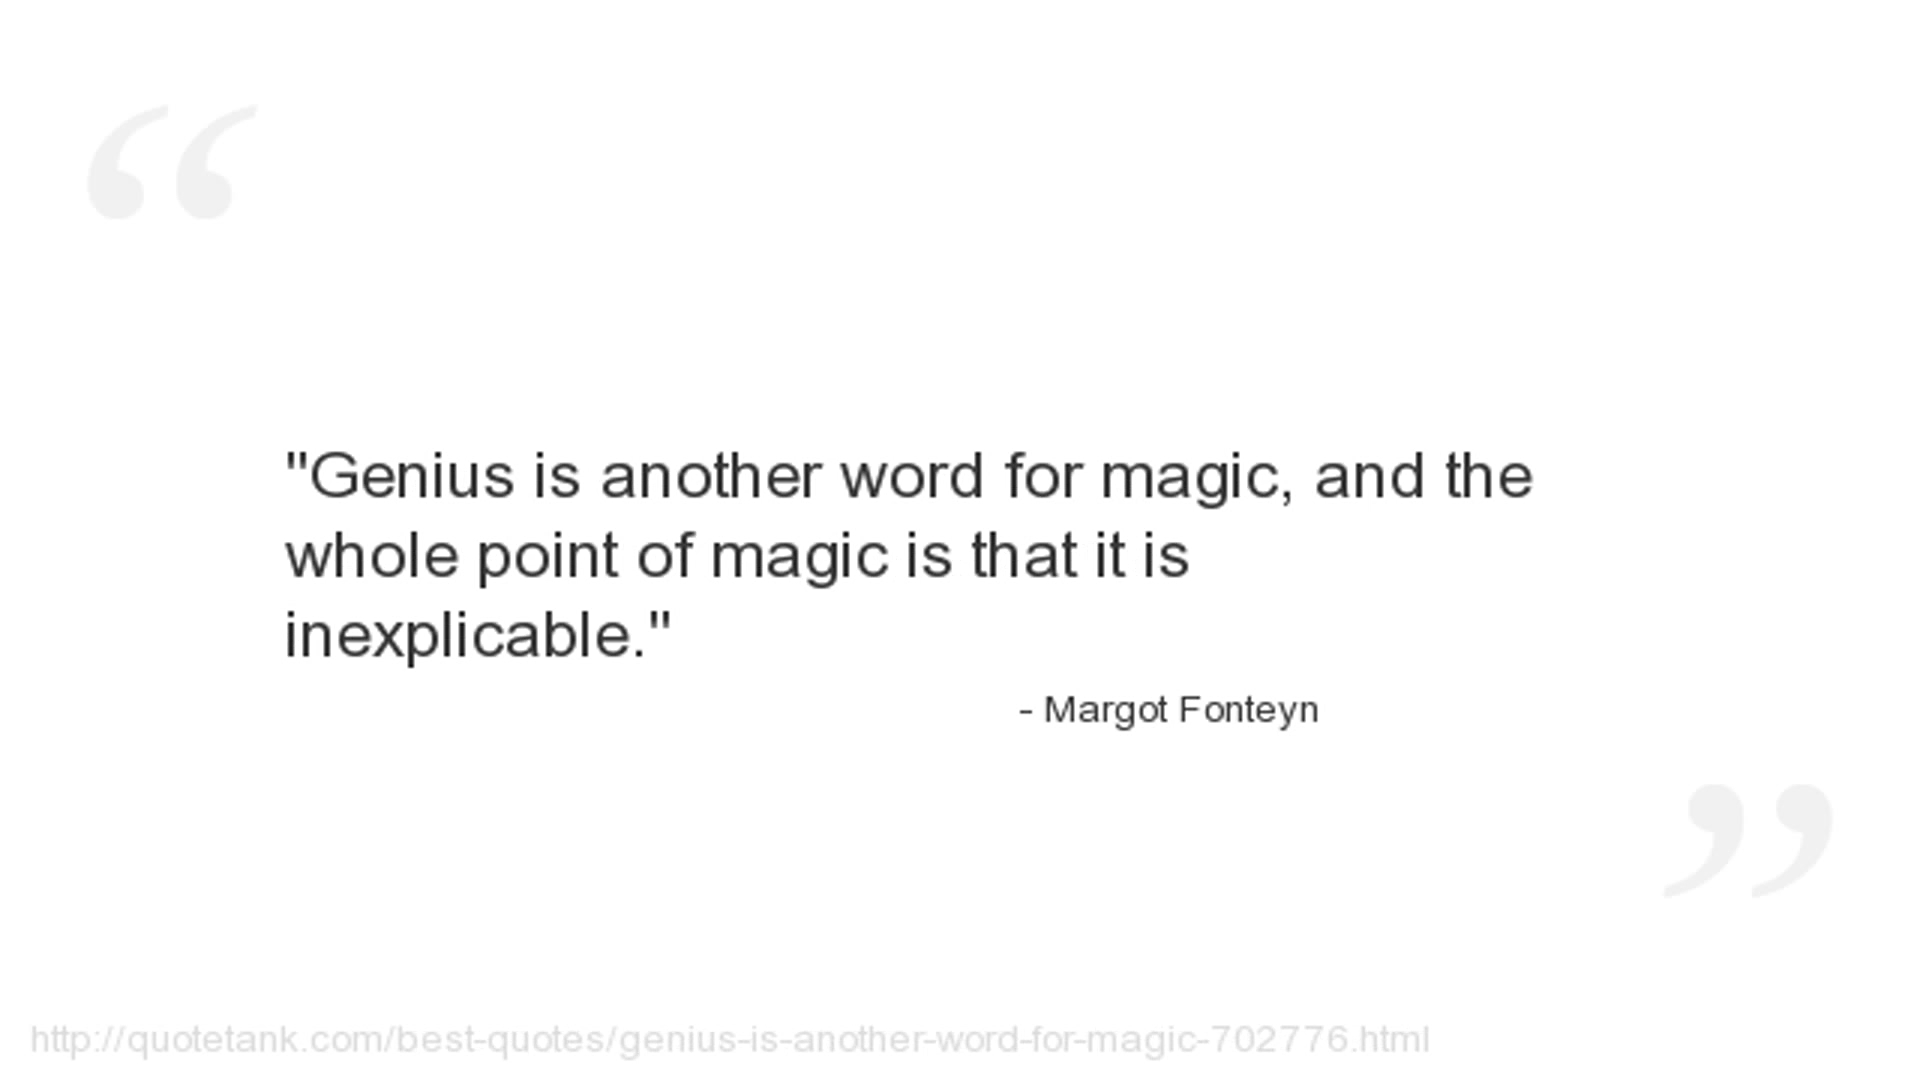 "Genius is another word for magic, and the
whole point of magic is that it is
inexplicable."
- Margot Fonteyn
http://quotetank.com/best-quotes/genius-is-another-word-for-magic-702776.html